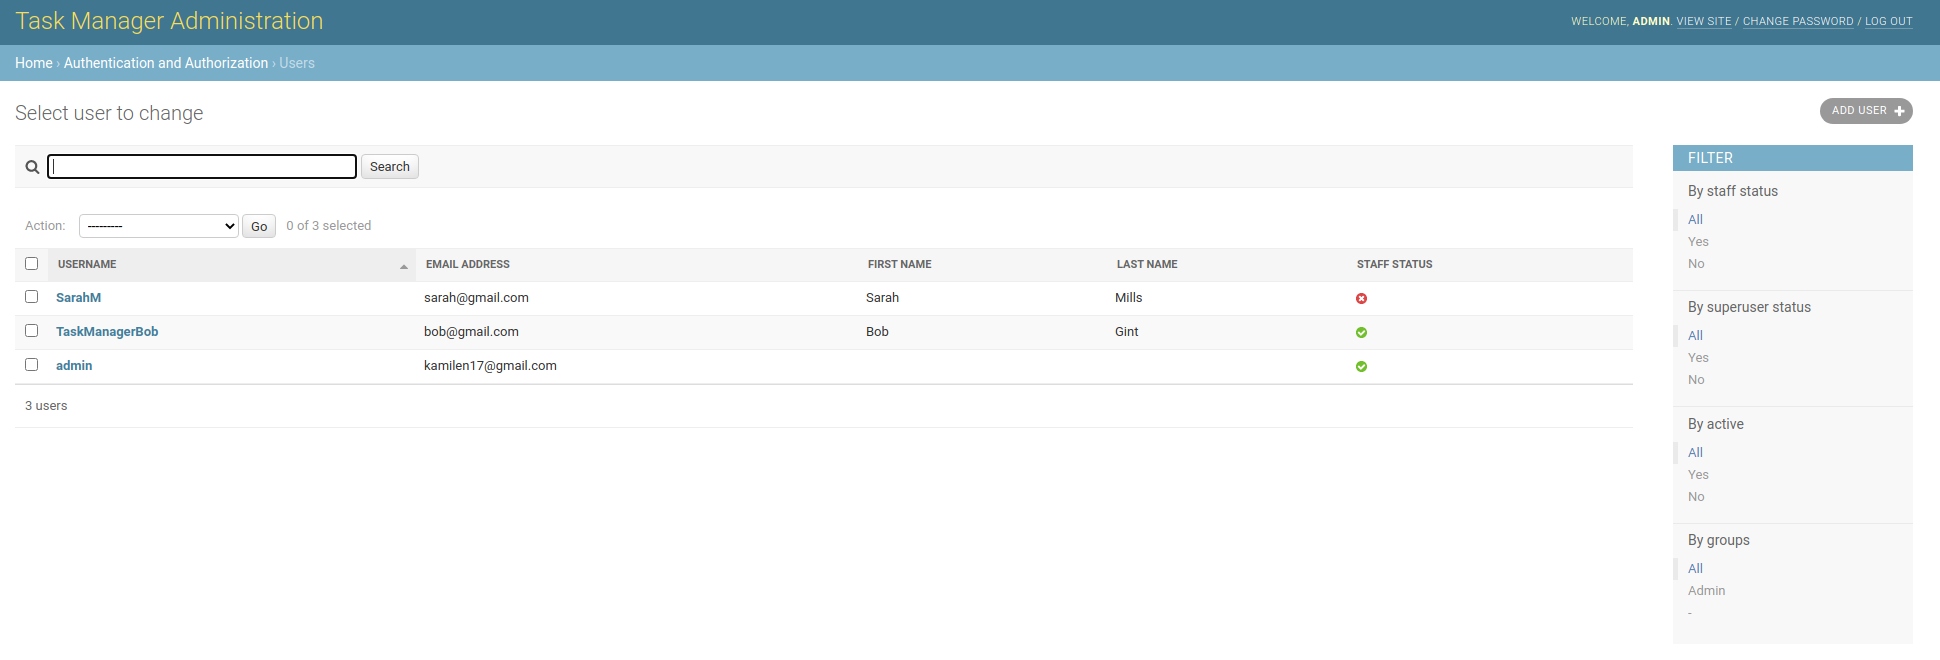 Task Manager Administration
WELCOME, ADMIN. VIEW SITE / CHANGE PASSWORD / LOG OUT
Home › Authentication and Authorization › Users
Select user to change
ADD USER +
Search
Action: --------- Go 0 of 3 selected
USERNAME EMAIL ADDRESS FIRST NAME LAST NAME STAFF STATUS
SarahM sarah@gmail.com Sarah Mills
TaskManagerBob bob@gmail.com Bob Gint
admin kamilen17@gmail.com
3 users
FILTER
By staff status
All
Yes
No
By superuser status
All
Yes
No
By active
All
Yes
No
By groups
All
Admin
-